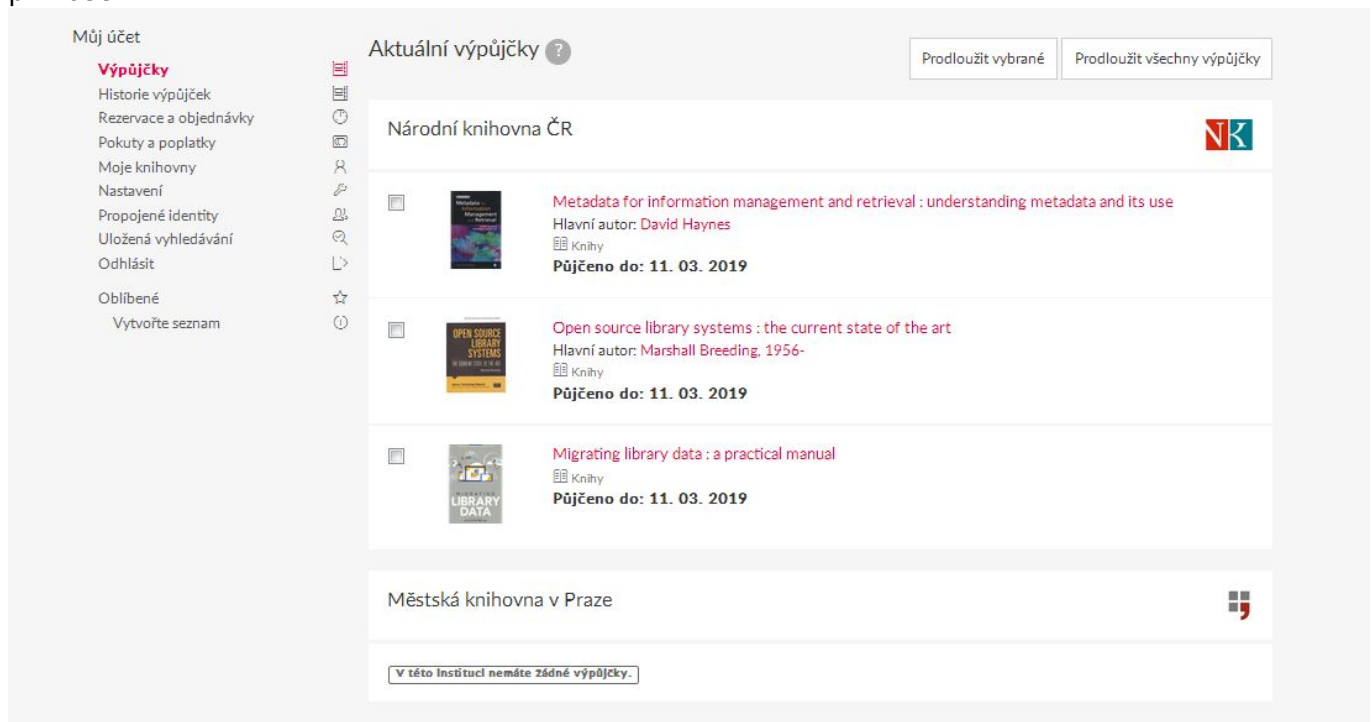 Můj účet
Výpůjčky
Historie výpůjček
Rezervace a objednávky
Pokuty a poplatky
Moje knihovny
Nastavení
Propojené identity
Uložená vyhledávání
Odhlásit
Oblíbené
Vytvořte seznam
Aktuální výpůjčky ?
Prodloužit vybrané
Prodloužit všechny výpůjčky
Národní knihovna ČR
NK
Metadata for information management and retrieval : understanding metadata and its use
Hlavní autor: David Haynes
Knihy
Půjčeno do: 11. 03. 2019
OPEN SOURCE
LIBRARY
SYSTEMS
Open source library systems : the current state of the art
Hlavní autor: Marshall Breeding, 1956-
Knihy
Půjčeno do: 11. 03. 2019
MIGRATING
LIBRARY
DATA
Migrating library data : a practical manual
Knihy
Půjčeno do: 11. 03. 2019
Městská knihovna v Praze
V této instituci nemáte žádné výpůjčky.